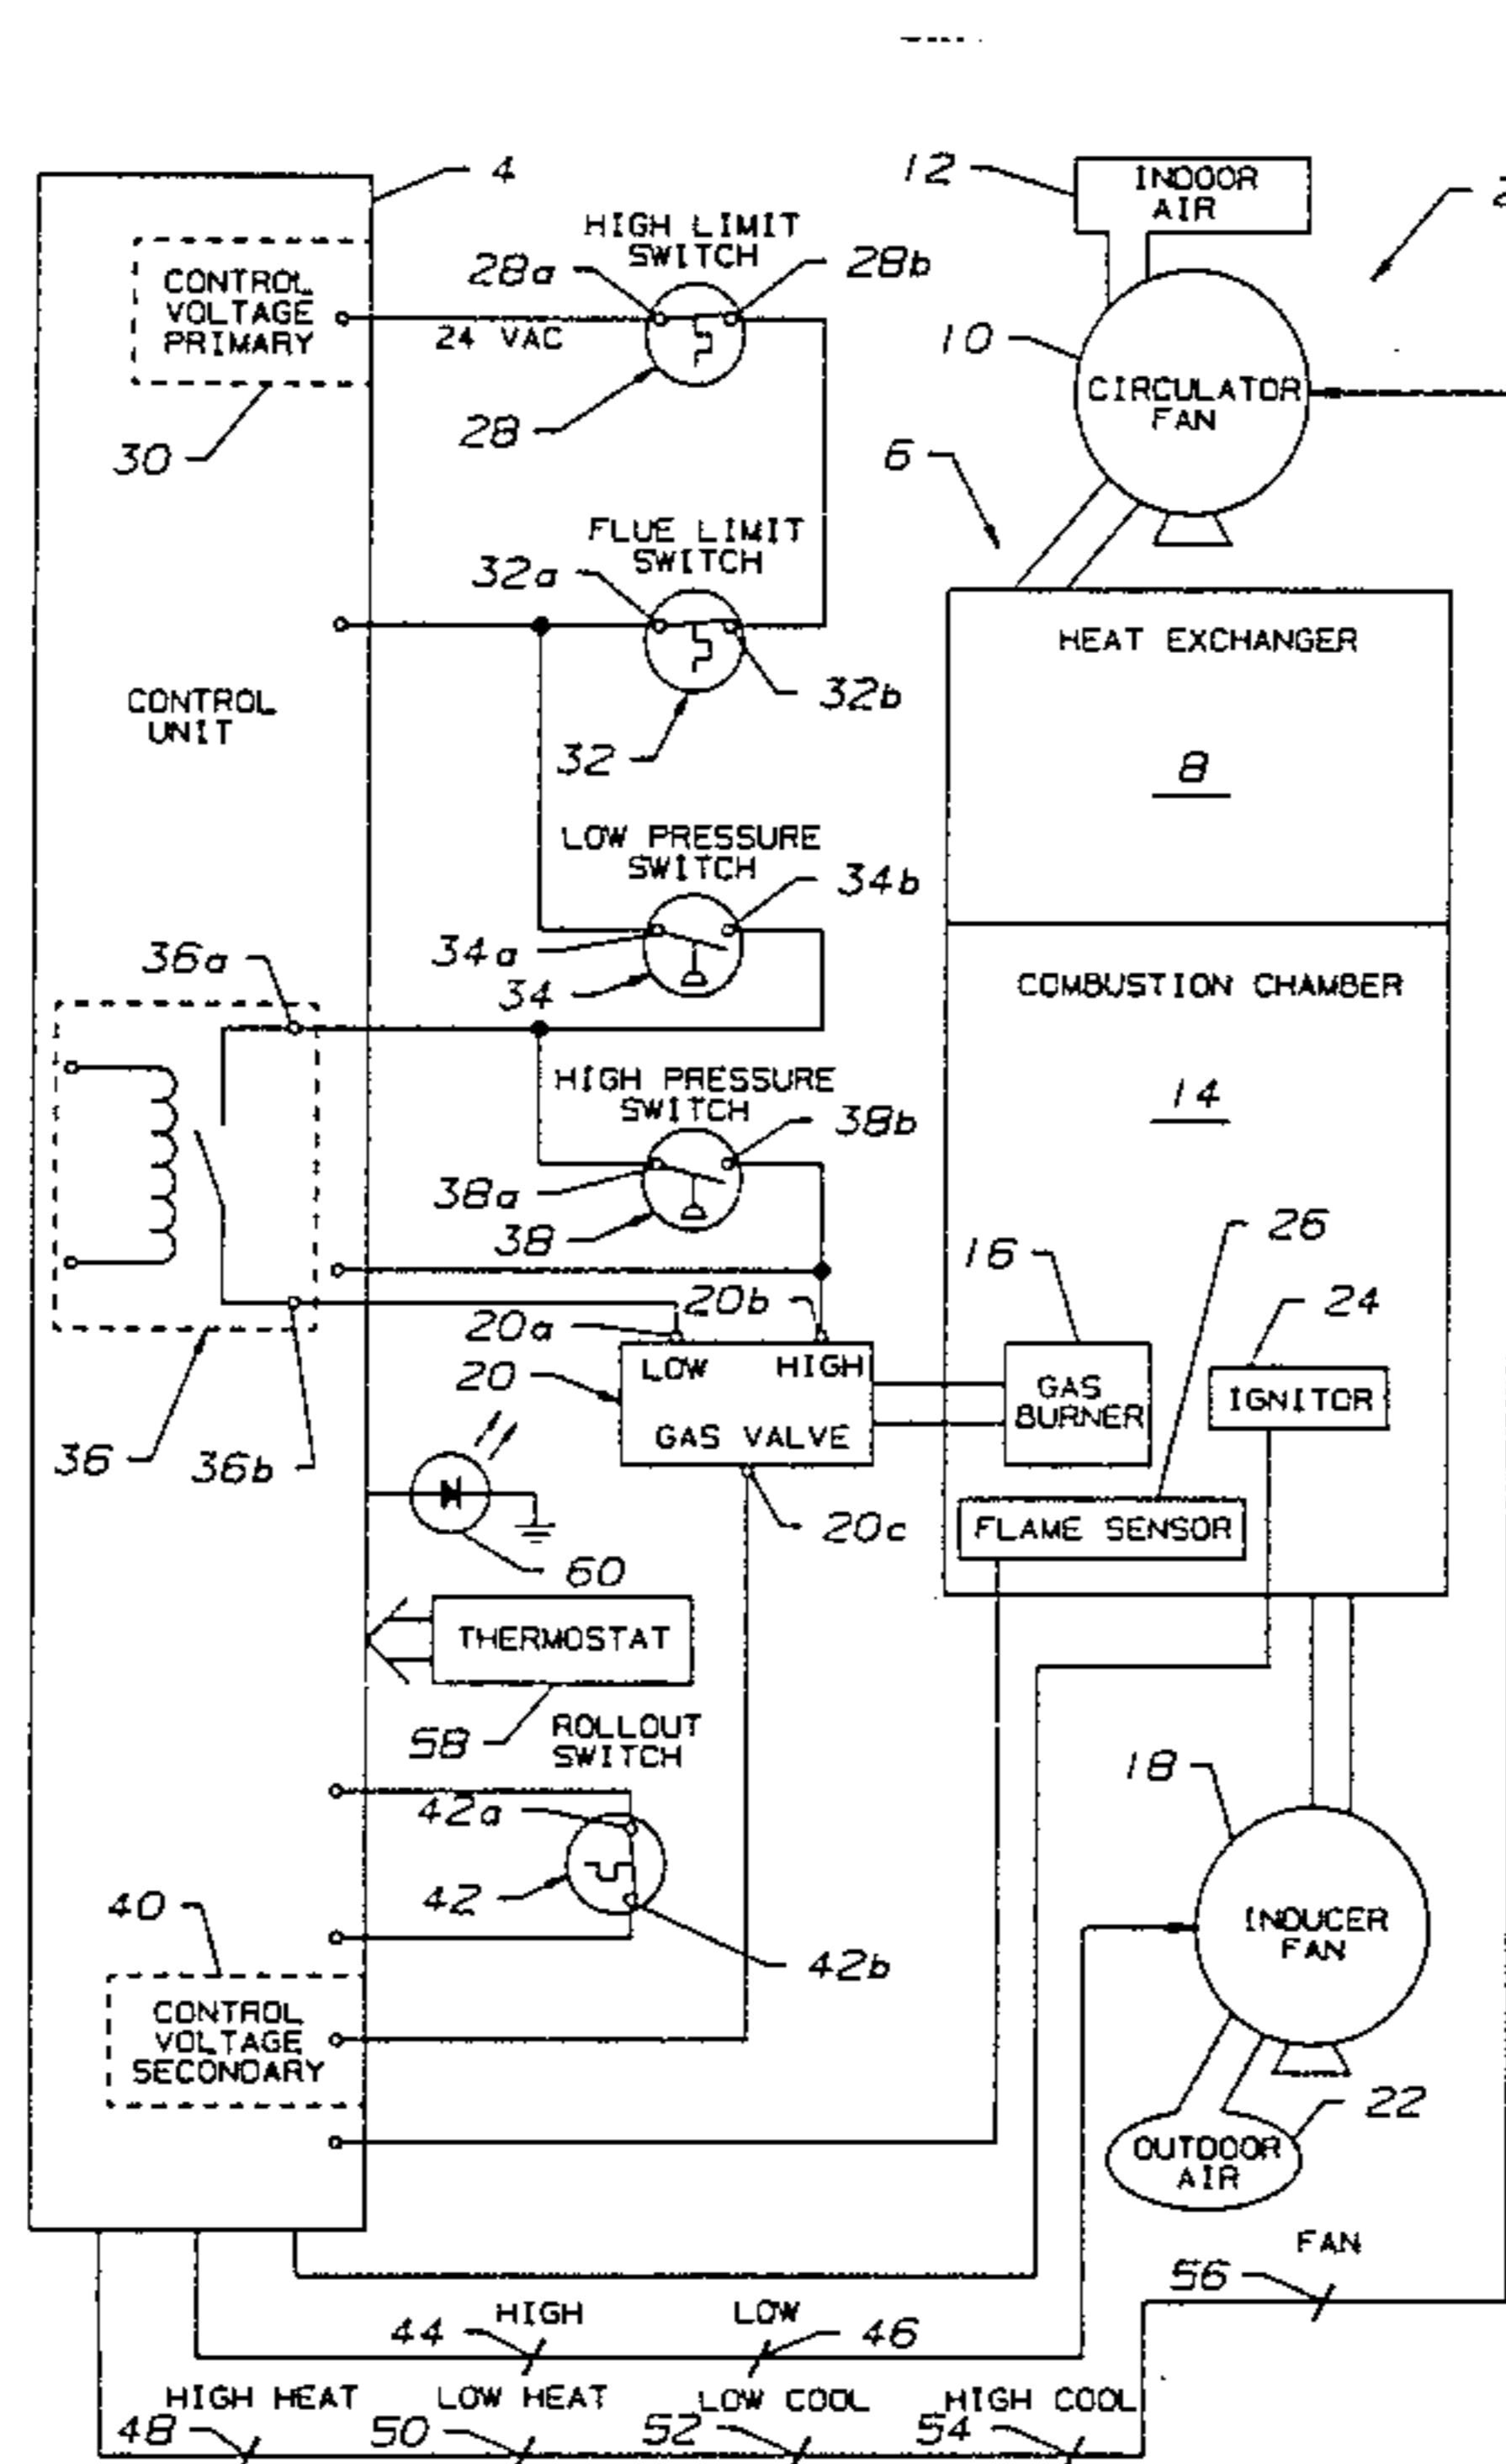 4
12
INDOOR
AIR
2
HIGH LIMIT
SWITCH
28a
28b
CONTROL
VOLTAGE
PRIMARY
24 VAC
10
CIRCULATOR
FAN
28
30
6
FLUE LIMIT
SWITCH
32a
HEAT EXCHANGER
32b
CONTROL
UNIT
32
8
LOW PRESSURE
SWITCH
34b
34a
36a
34
COMBUSTION CHAMBER
HIGH PRESSURE
SWITCH
14
38b
38a
38
26
16
20b
24
20a
LOW HIGH
20
GAS
BURNER
IGNITOR
GAS VALVE
36
36b
20c
FLAME SENSOR
60
THERMOSTAT
58
ROLLOUT
SWITCH
18
42a
42
40
INDUCER
FAN
42b
CONTROL
VOLTAGE
SECONDARY
22
OUTDOOR
AIR
FAN
56
HIGH
LOW
44
46
HIGH HEAT
LOW HEAT
LOW COOL
HIGH COOL
48
50
52
54